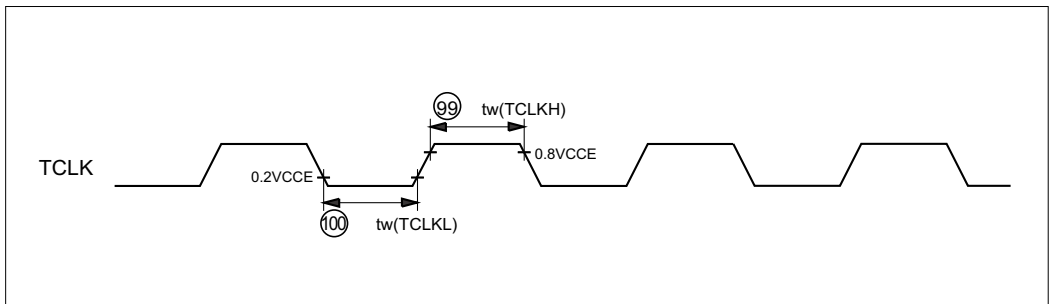 99 tw(TCLKH)
TCLK
0.8VCCE
0.2VCCE
100 tw(TCLKL)